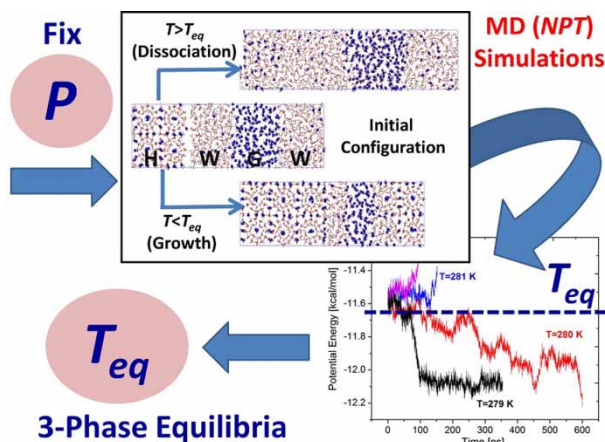 Fix
P
T>Teq
(Dissociation)
H W G W
Initial
Configuration
T<Teq
(Growth)
MD (NPT)
Simulations
Potential Energy [kcal/mol]
-11.4
-11.6
-11.8
-12.0
-12.2
T=281 K
T=280 K
T=279 K
Teq
0 100 200 300 400 500 600
Time [ns]
Teq
3-Phase Equilibria